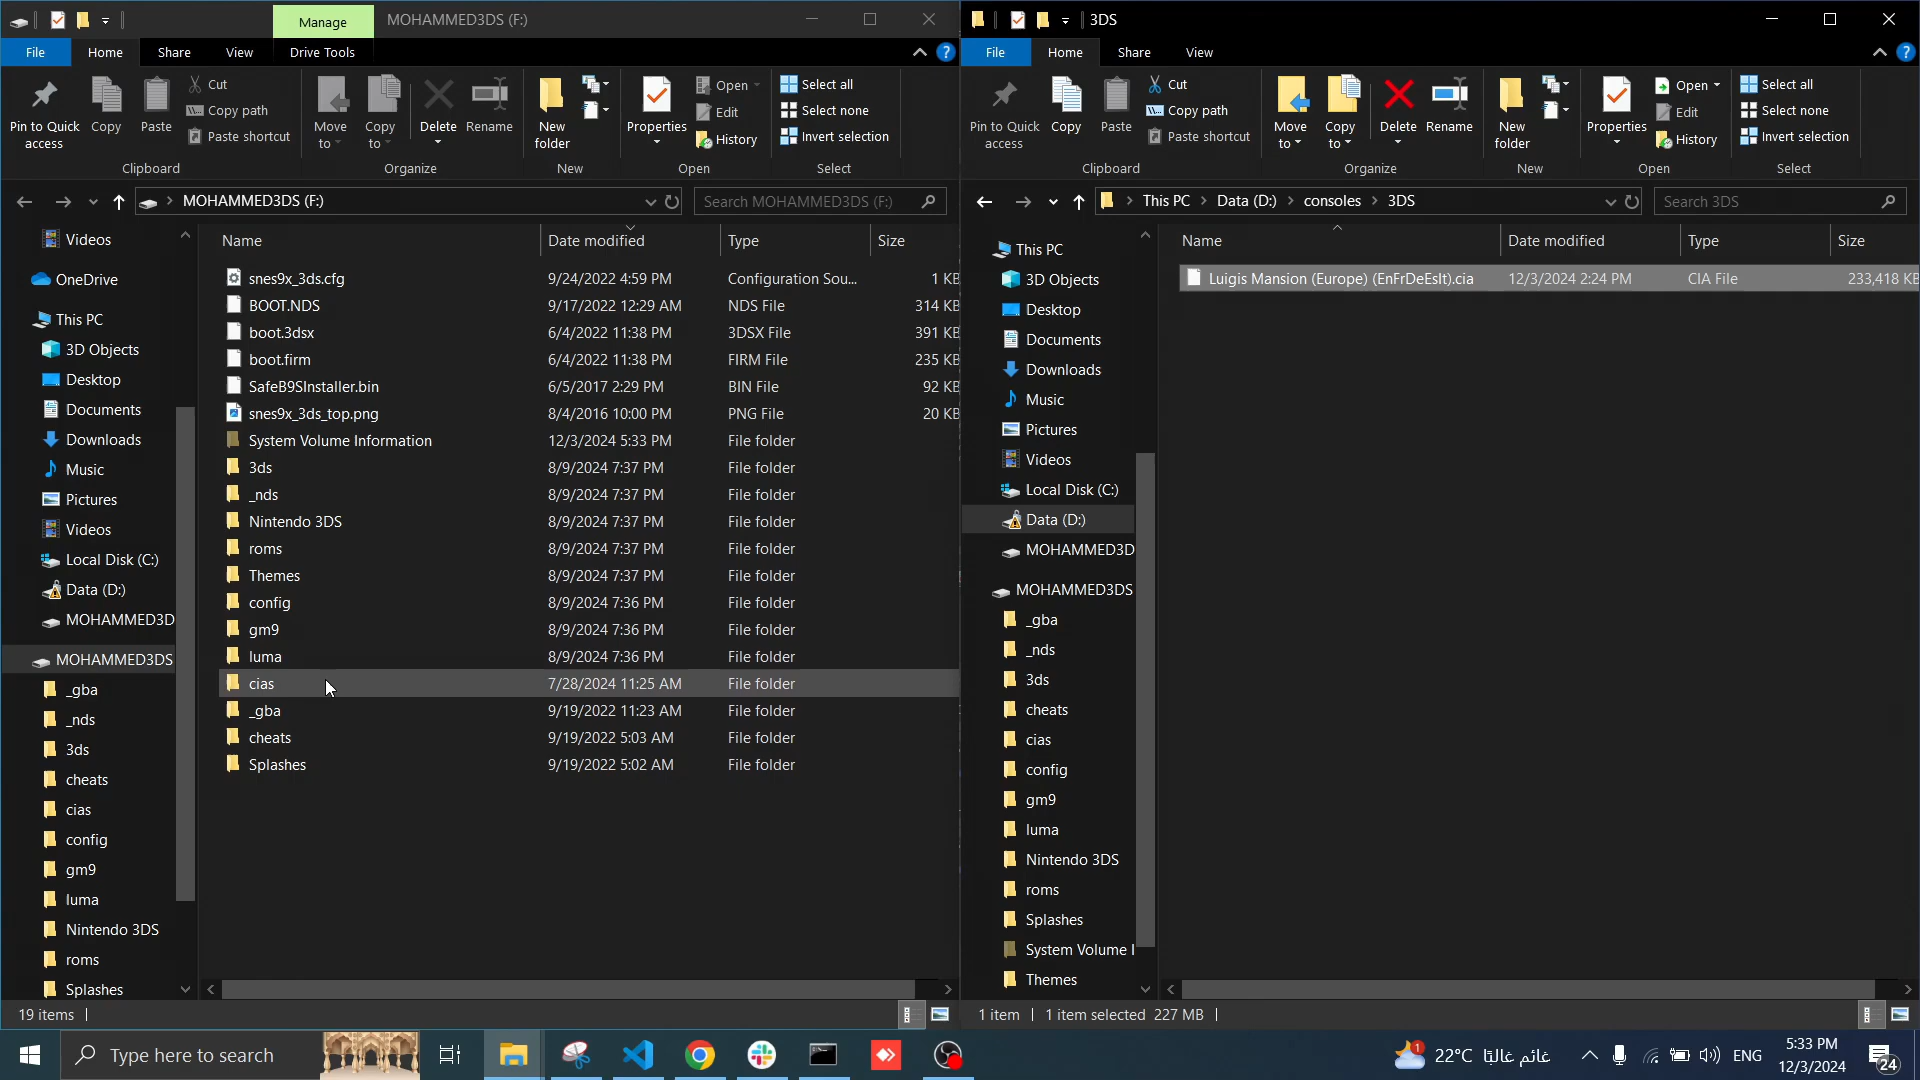 Manage
MOHAMMED3DS (F:)
File
Home
Share
View
Drive Tools
Pin to Quick access
Copy
Paste
Cut
Copy path
Paste shortcut
Clipboard
Move to
Copy to
Delete
Rename
Organize
New folder
New
Properties
Open
Edit
History
Open
Select all
Select none
Invert selection
Select
MOHAMMED3DS (F:)
Search MOHAMMED3DS (F:)
Videos
OneDrive
This PC
3D Objects
Desktop
Documents
Downloads
Music
Pictures
Videos
Local Disk (C:)
Data (D:)
MOHAMMED3D
MOHAMMED3DS
_gba
_nds
3ds
cheats
cias
config
gm9
luma
Nintendo 3DS
roms
Splashes
Name Date modified Type Size
snes9x_3ds.cfg 9/24/2022 4:59 PM Configuration Sou... 1 KB
BOOT.NDS 9/17/2022 12:29 AM NDS File 314 KB
boot.3dsx 6/4/2022 11:38 PM 3DSX File 391 KB
boot.firm 6/4/2022 11:38 PM FIRM File 235 KB
SafeB9SInstaller.bin 6/5/2017 2:29 PM BIN File 92 KB
snes9x_3ds_top.png 8/4/2016 10:00 PM PNG File 20 KB
System Volume Information 12/3/2024 5:33 PM File folder
3ds 8/9/2024 7:37 PM File folder
_nds 8/9/2024 7:37 PM File folder
Nintendo 3DS 8/9/2024 7:37 PM File folder
roms 8/9/2024 7:37 PM File folder
Themes 8/9/2024 7:37 PM File folder
config 8/9/2024 7:36 PM File folder
gm9 8/9/2024 7:36 PM File folder
luma 8/9/2024 7:36 PM File folder
cias 7/28/2024 11:25 AM File folder
_gba 9/19/2022 11:23 AM File folder
cheats 9/19/2022 5:03 AM File folder
Splashes 9/19/2022 5:02 AM File folder
19 items
3DS
File
Home
Share
View
Pin to Quick access
Copy
Paste
Cut
Copy path
Paste shortcut
Clipboard
Move to
Copy to
Delete
Rename
Organize
New folder
New
Properties
Open
Edit
History
Open
Select all
Select none
Invert selection
Select
This PC > Data (D:) > consoles > 3DS
Search 3DS
This PC
3D Objects
Desktop
Documents
Downloads
Music
Pictures
Videos
Local Disk (C:)
Data (D:)
MOHAMMED3D
MOHAMMED3DS
_gba
_nds
3ds
cheats
cias
config
gm9
luma
Nintendo 3DS
roms
Splashes
System Volume I
Themes
Name Date modified Type Size
Luigis Mansion (Europe) (EnFrDeEsIt).cia 12/3/2024 2:24 PM CIA File 233,418 KB
1 item
1 item selected 227 MB
Type here to search
1
22°C غائم غالبًا
ENG
5:33 PM
12/3/2024
24